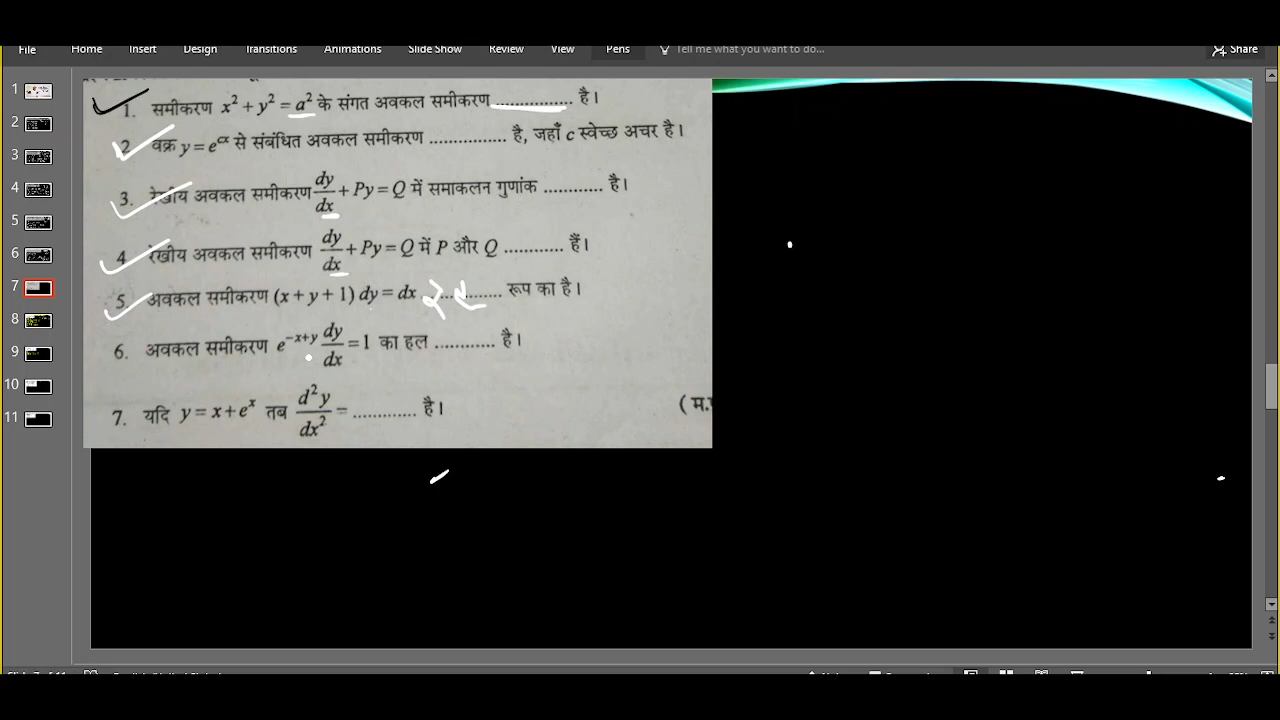 File Home Insert Design Transitions Animations Slide Show Review View Pens Tell me what you want to do... Share
1. समीकरण x² + y² = a² के संगत अवकल समीकरण ............... है।
2. वक्र y = e^{cx} से संबंधित अवकल समीकरण ............... है, जहाँ c स्वेच्छ अचर है।
3. रेखीय अवकल समीकरण dy/dx + Py = Q में समाकलन गुणांक ............ है।
4. रेखीय अवकल समीकरण dy/dx + Py = Q में P और Q ............ हैं।
5. अवकल समीकरण (x + y + 1) dy = dx ............ रूप का है।
6. अवकल समीकरण e^{-x+y} dy/dx = 1 का हल ............ है।
7. यदि y = x + e^x तब d²y/dx² = ............. है।
1
2
3
4
5
6
7
8
9
10
11